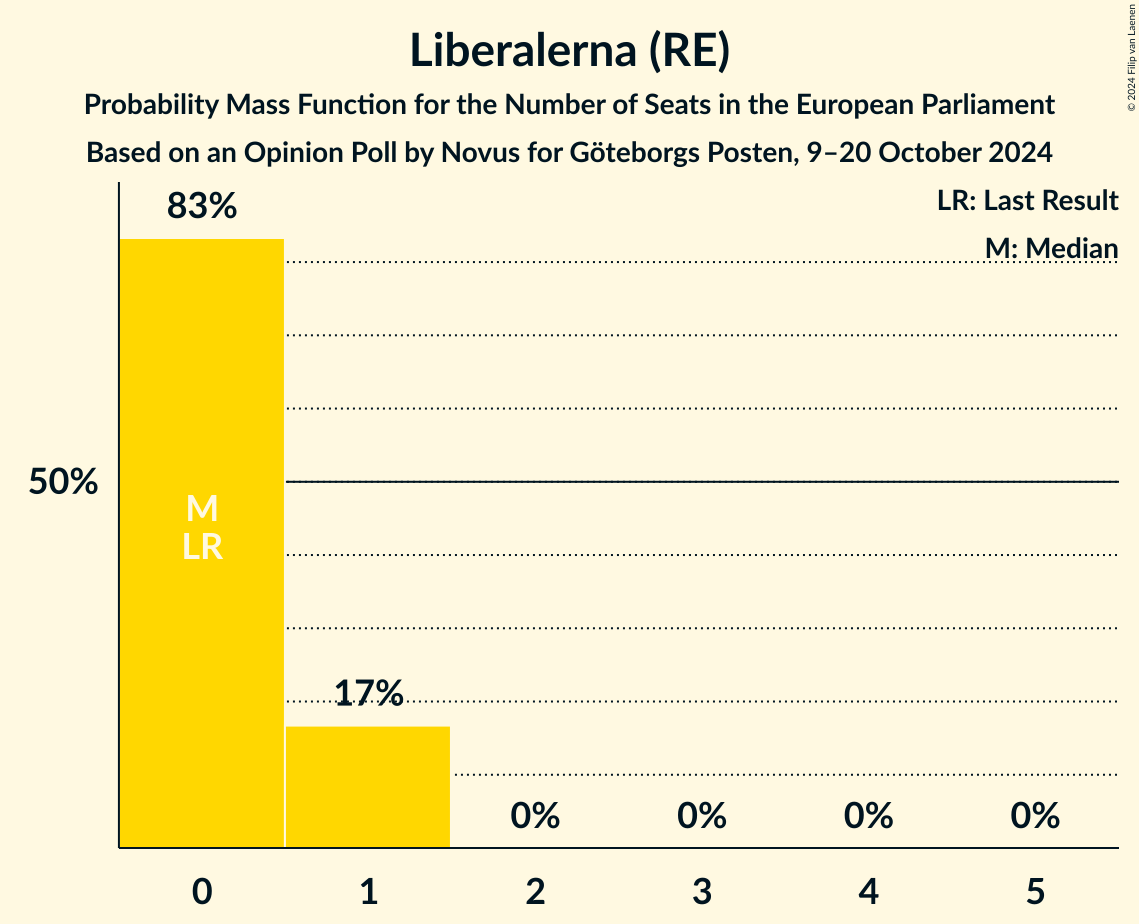 Liberalerna (RE)
Probability Mass Function for the Number of Seats in the European Parliament
Based on an Opinion Poll by Novus for Göteborgs Posten, 9–20 October 2024
© 2024 Filip van Laenen
LR: Last Result
M: Median
83%
50%
M
LR
17%
0%
0%
0%
0%
0
1
2
3
4
5